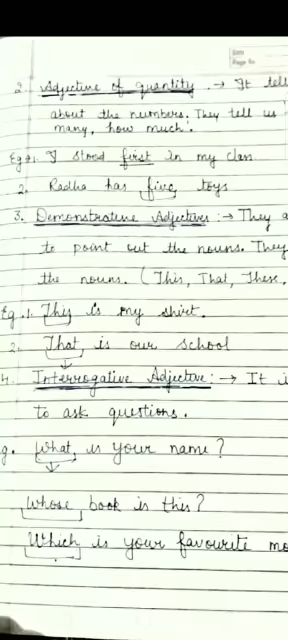 2. Adjective of quantity → It tell
about the numbers. They tell us
many, how much.
Eg 1. I stood first in my class
2. Radha has five toys
3. Demonstrative Adjectives :→ They a
to point out the nouns. They
the nouns. (This, That, These,
Eg. 1. This is my shirt.
2. That is our school
4. Interrogative Adjective :→ It i
to ask questions.
g. What is your name?
Whose book is this?
Which is your favourite mo